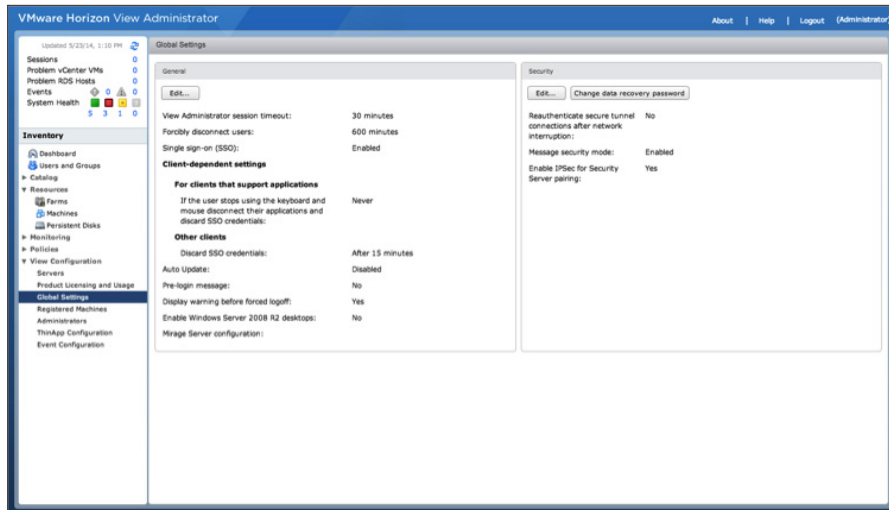 VMware Horizon View Administrator
About | Help | Logout (Administrator)
Updated 5/23/14, 1:10 PM
Sessions 0
Problem vCenter VMs 0
Problem RDS Hosts 0
Events 0 0
System Health
5 3 1 0
Inventory
Dashboard
Users and Groups
Catalog
Resources
Farms
Machines
Persistent Disks
Monitoring
Policies
View Configuration
Servers
Product Licensing and Usage
Global Settings
Registered Machines
Administrators
ThinApp Configuration
Event Configuration
Global Settings
General
Edit...
View Administrator session timeout: 30 minutes
Forcibly disconnect users: 600 minutes
Single sign-on (SSO): Enabled
Client-dependent settings
For clients that support applications
If the user stops using the keyboard and Never
mouse disconnect their applications and
discard SSO credentials:
Other clients
Discard SSO credentials: After 15 minutes
Auto Update: Disabled
Pre-login message: No
Display warning before forced logoff: Yes
Enable Windows Server 2008 R2 desktops: No
Mirage Server configuration:
Security
Edit... Change data recovery password
Reauthenticate secure tunnel No
connections after network
interruption:
Message security mode: Enabled
Enable IPSec for Security Yes
Server pairing: